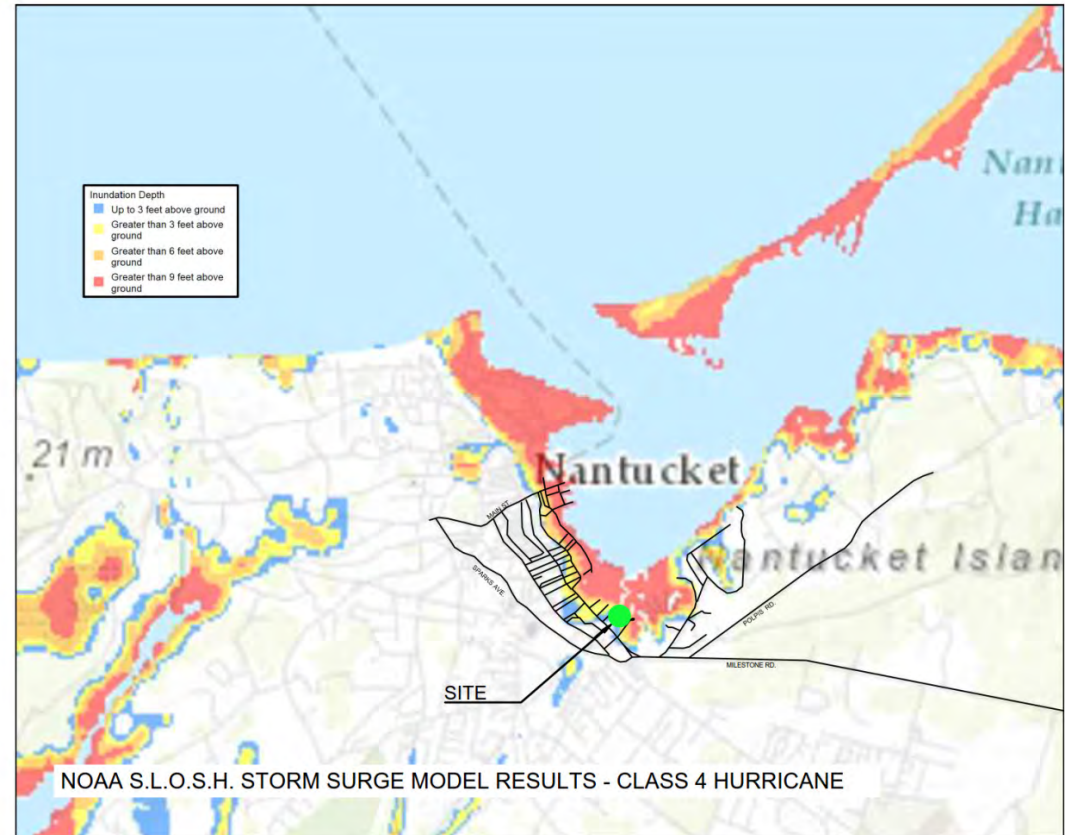 Nant
Ha
Inundation Depth
Up to 3 feet above ground
Greater than 3 feet above
ground
Greater than 6 feet above
ground
Greater than 9 feet above
ground
21 m
Nantucket
MAIN ST
Nantucket Islan
SPARKS AVE.
POLPIS RD.
MILESTONE RD.
SITE
NOAA S.L.O.S.H. STORM SURGE MODEL RESULTS - CLASS 4 HURRICANE